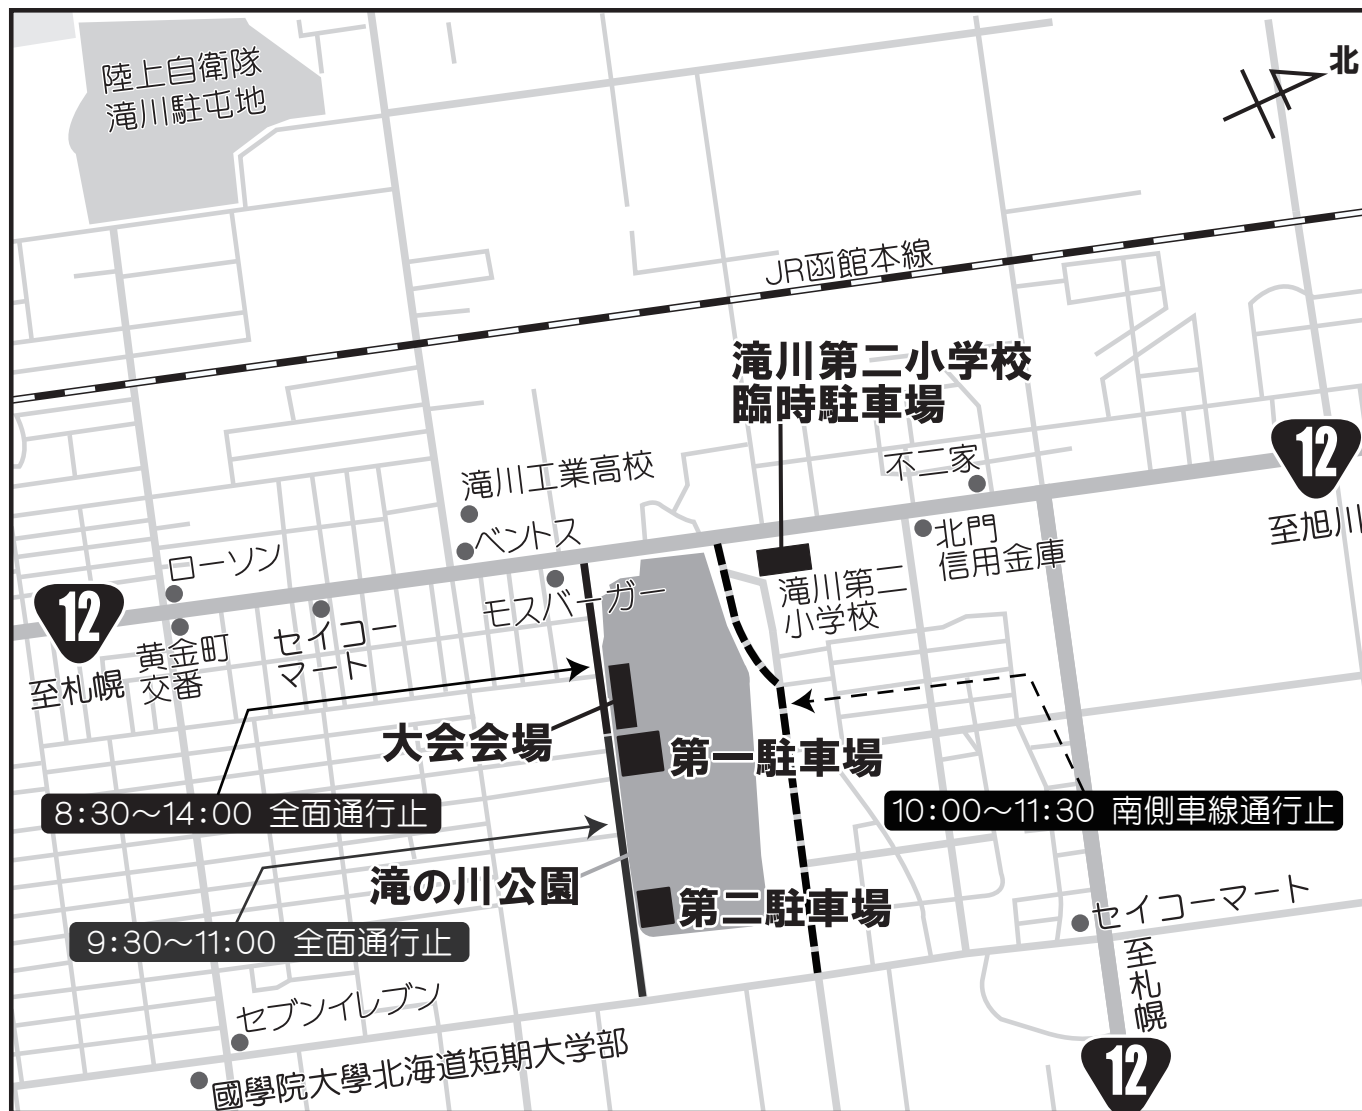 陸上自衛隊
滝川駐屯地
北
JR函館本線
滝川第二小学校
臨時駐車場
12
至旭川
不二家
滝川工業高校
ベントス
北門
信用金庫
ローソン
モスバーガー
滝川第二
小学校
12
至札幌
黄金町
交番
セイコー
マート
大会会場
第一駐車場
8:30～14:00 全面通行止
10:00～11:30 南側車線通行止
滝の川公園
第二駐車場
セイコーマート
9:30～11:00 全面通行止
至札幌
セブンイレブン
國學院大學北海道短期大学部
12